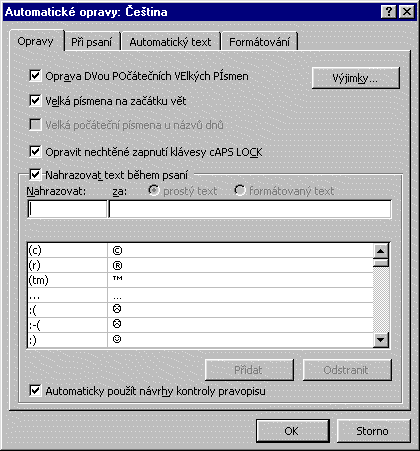 Automatické opravy: Čeština
Opravy Při psaní Automatický text Formátování
Oprava DVou POčátečních VElkých PÍsmen
Výjimky...
Velká písmena na začátku vět
Velká počáteční písmena u názvů dnů
Opravit nechtěné zapnutí klávesy cAPS LOCK
Nahrazovat text během psaní
Nahrazovat: za: prostý text formátovaný text
(c) ©
(r) ®
(tm) ™
... …
:( ☹
:-( ☹
:) ☺
Přidat Odstranit
Automaticky použít návrhy kontroly pravopisu
OK Storno